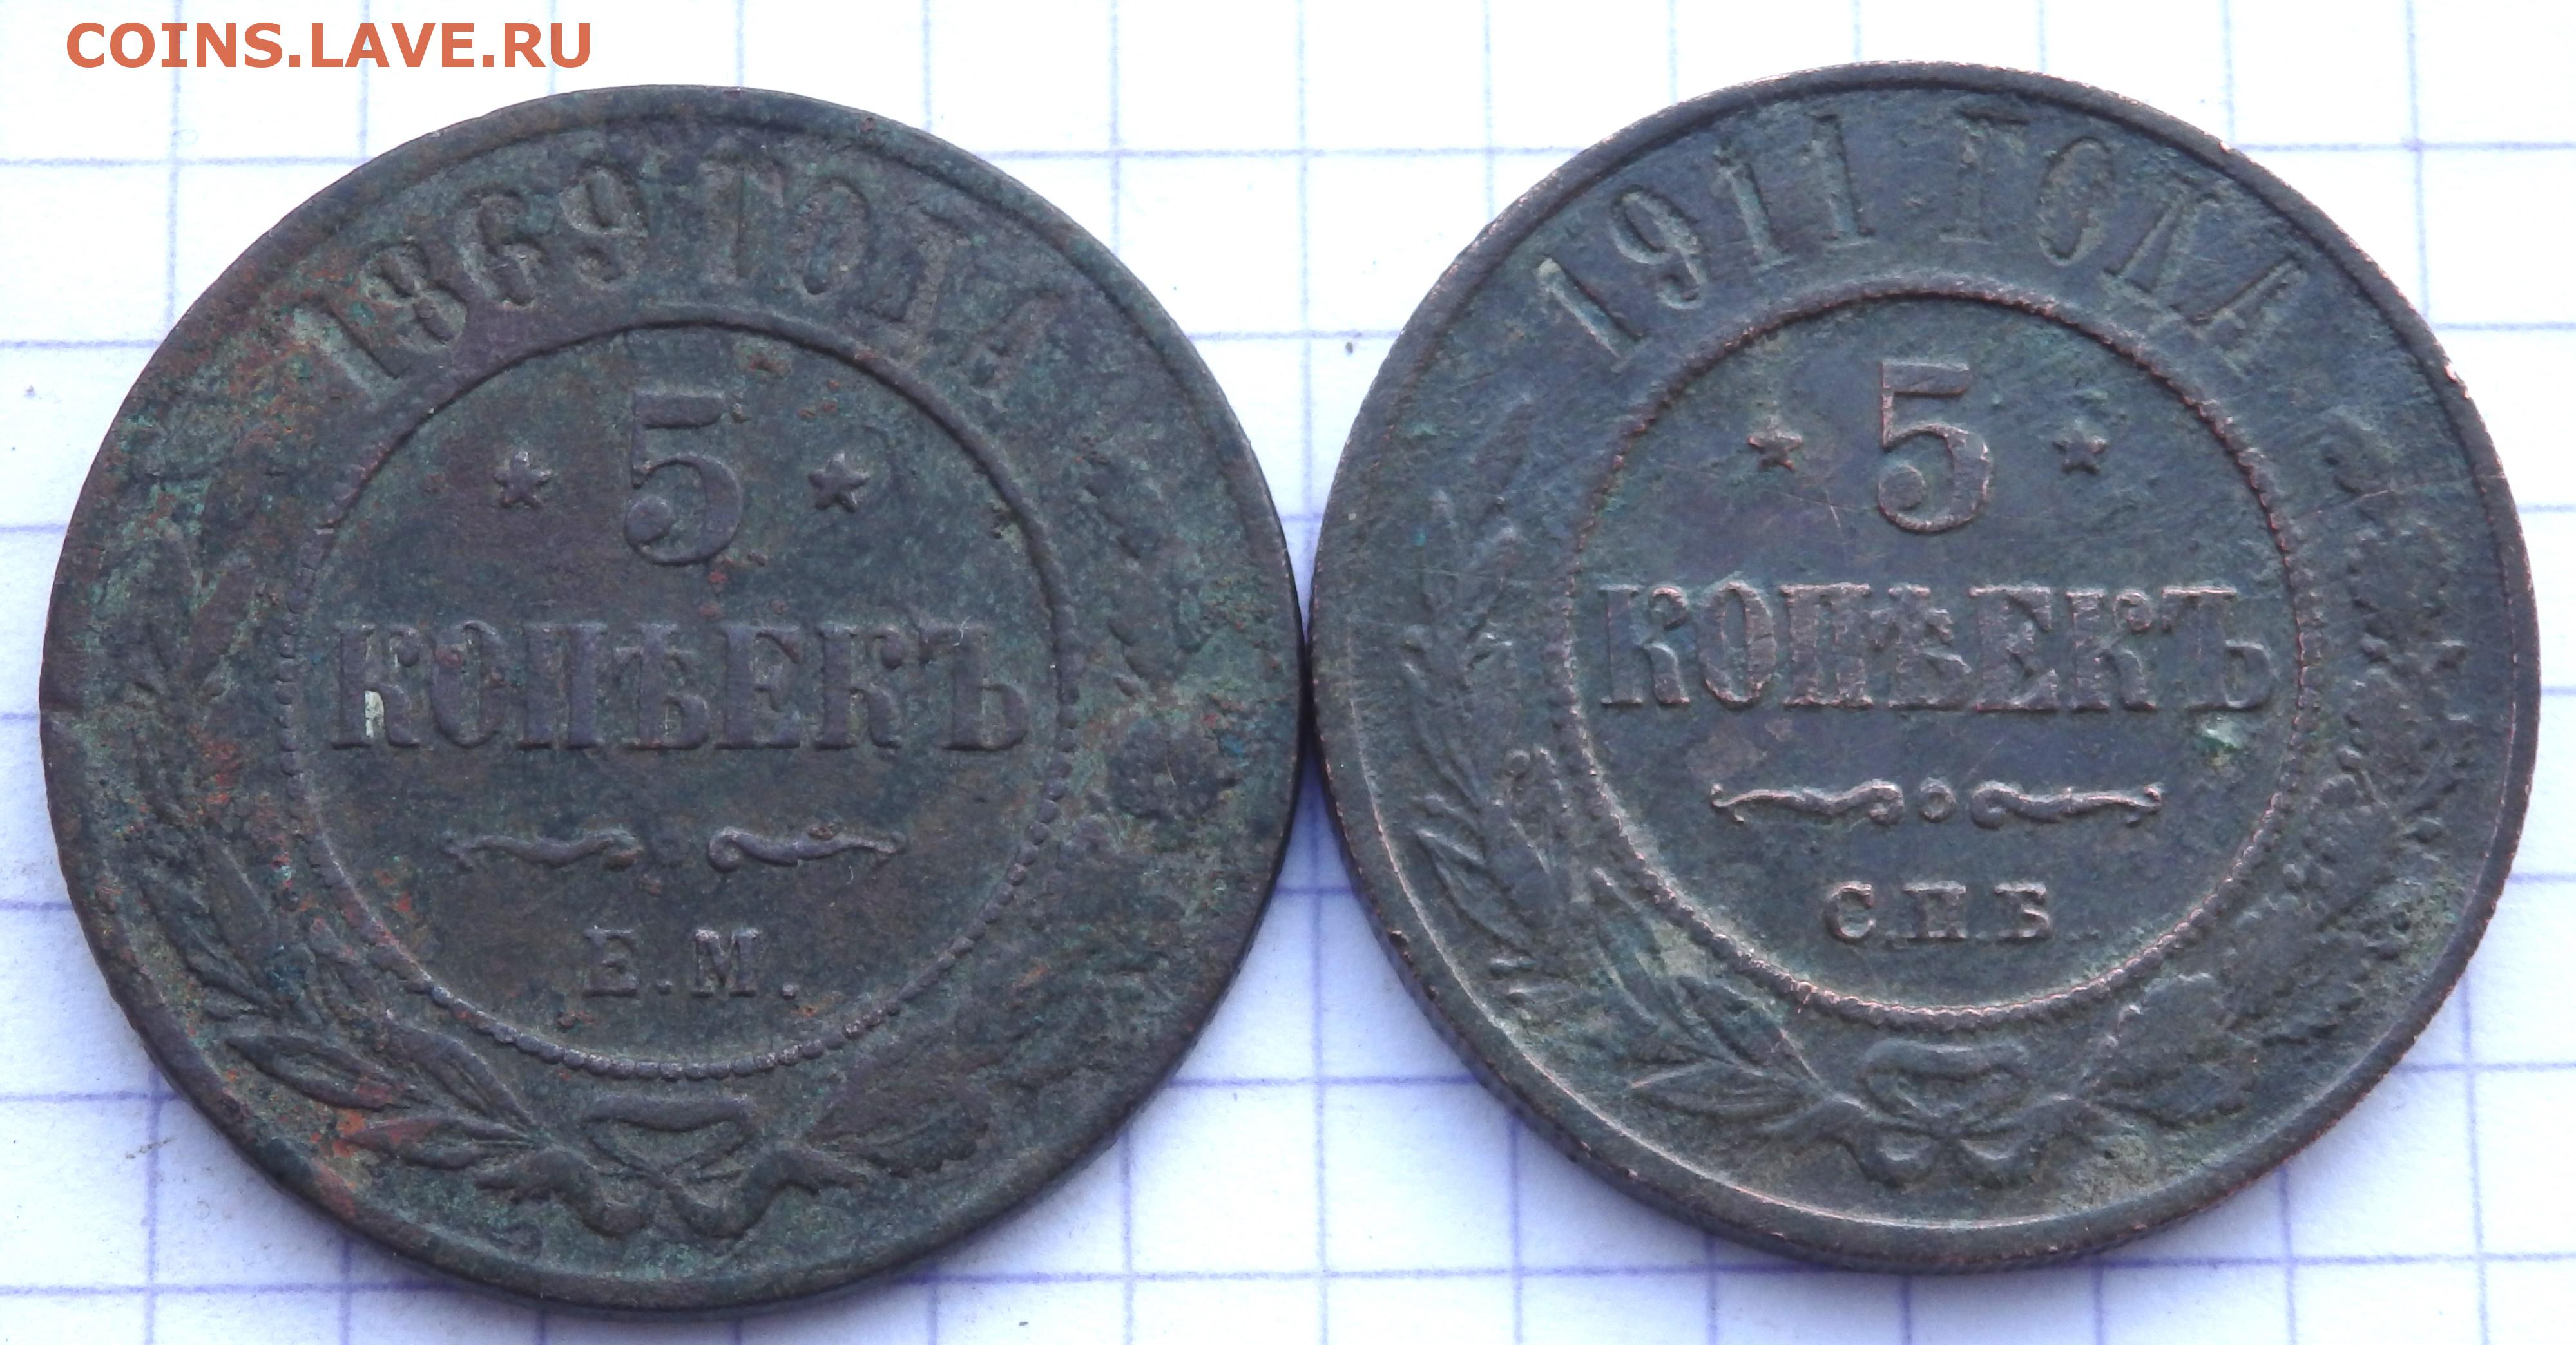 COINS.LAVE.RU
1869 ГОДА
5
КОПѢЕКЪ
Е.М.
1911 ГОДА
5
КОПѢЕКЪ
С.П.Б.